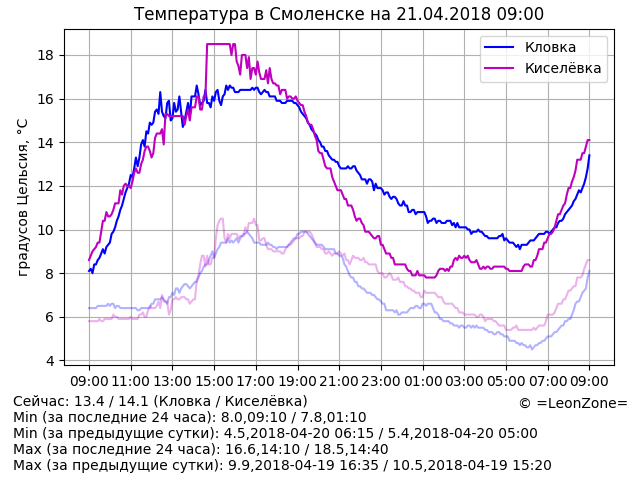 Температура в Смоленске на 21.04.2018 09:00
Кловка
Киселёвка
градусов Цельсия, °C
18
16
14
12
10
8
6
4
09:00 11:00 13:00 15:00 17:00 19:00 21:00 23:00 01:00 03:00 05:00 07:00 09:00
Сейчас: 13.4 / 14.1 (Кловка / Киселёвка)
© =LeonZone=
Min (за последние 24 часа): 8.0,09:10 / 7.8,01:10
Min (за предыдущие сутки): 4.5,2018-04-20 06:15 / 5.4,2018-04-20 05:00
Max (за последние 24 часа): 16.6,14:10 / 18.5,14:40
Max (за предыдущие сутки): 9.9,2018-04-19 16:35 / 10.5,2018-04-19 15:20